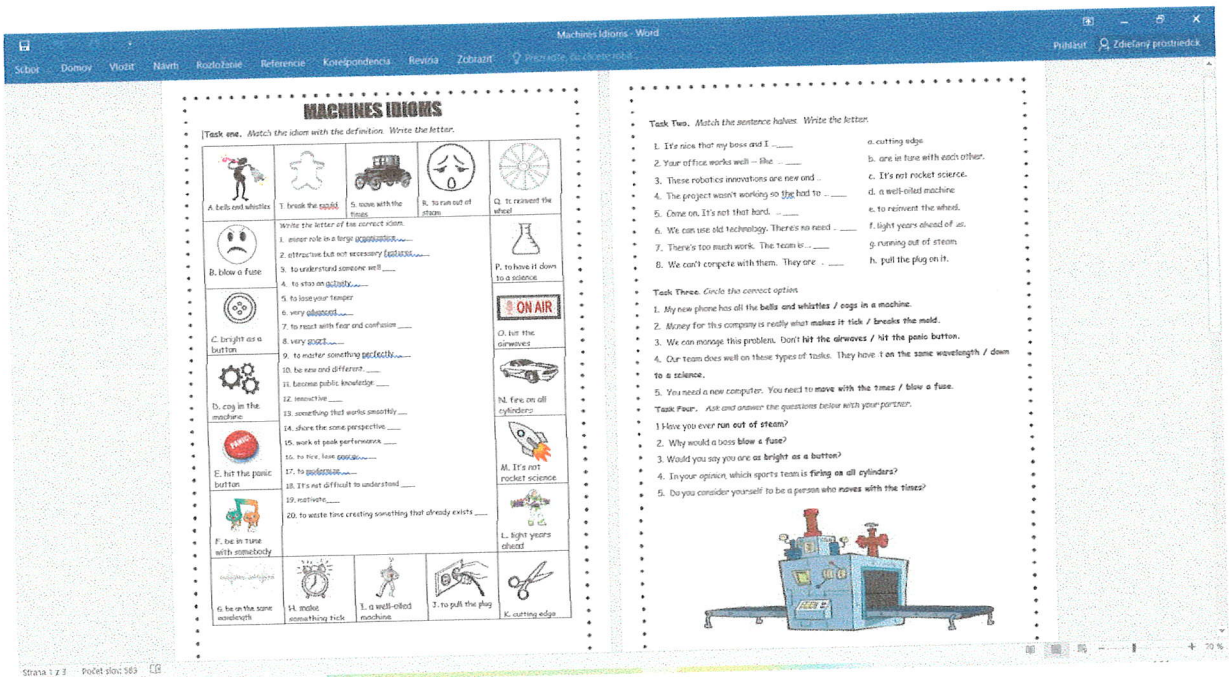 Machines Idioms - Word
Prihlásiť Zdieľaný prostriedok
Súbor Domov Vložiť Návrh Rozloženie Referencie Korešpondencia Revízia Zobraziť
MACHINES IDIOMS
Task one. Match the idiom with the definition. Write the letter.
A. bells and whistles
T. break the mould
S. move with the times
R. to run out of steam
Q. to reinvent the wheel
B. blow a fuse
C. bright as a button
D. cog in the machine
E. hit the panic button
F. be in tune with somebody
Write the letter of the correct idiom.
1. minor role in a large organization
2. attractive but not necessary features
3. to understand someone well ___
4. to stop an activity
5. to lose your temper
6. very advanced
7. to react with fear and confusion ___
8. very smart
9. to master something perfectly
10. be new and different. ___
11. become public knowledge ___
12. innovative ___
13. something that works smoothly ___
14. share the same perspective ___
15. work at peak performance ___
16. to tire, lose energy
17. to modernize
18. It's not difficult to understand ___
19. motivate ___
20. to waste time creating something that already exists ___
P. to have it down to a science
ON AIR
O. hit the airwaves
N. fire on all cylinders
PANIC!
M. It's not rocket science
L. light years ahead
G. be on the same wavelength
H. make something tick
I. a well-oiled machine
J. to pull the plug
K. cutting edge
Task Two. Match the sentence halves. Write the letter.
1. It's nice that my boss and I ... ___
2. Your office works well – like ... ___
3. These robotics innovations are new and ..
4. The project wasn't working so the had to .. ___
5. Come on. It's not that hard. ... ___
6. We can use old technology. There's no need .. ___
7. There's too much work. The team is... ___
8. We can't compete with them. They are .. ___
a. cutting edge.
b. are in tune with each other.
c. It's not rocket science.
d. a well-oiled machine
e. to reinvent the wheel.
f. light years ahead of us.
g. running out of steam
h. pull the plug on it.
Task Three. Circle the correct option
1. My new phone has all the bells and whistles / cogs in a machine.
2. Money for this company is really what makes it tick / breaks the mold.
3. We can manage this problem. Don't hit the airwaves / hit the panic button.
4. Our team does well on these types of tasks. They have it on the same wavelength / down
to a science.
5. You need a new computer. You need to move with the times / blow a fuse.
Task Four. Ask and answer the questions below with your partner.
1 Have you ever run out of steam?
2. Why would a boss blow a fuse?
3. Would you say you are as bright as a button?
4. In your opinion, which sports team is firing on all cylinders?
5. Do you consider yourself to be a person who moves with the times?
Strana 1 z 3 Počet slov: 583
70 %